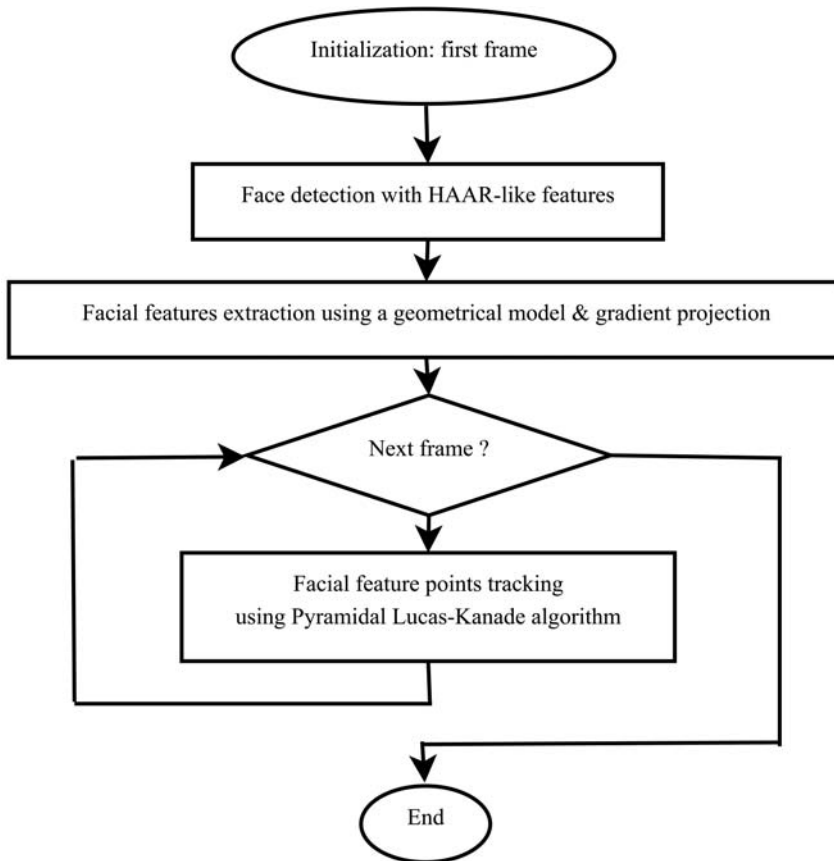 Initialization: first frame
Face detection with HAAR-like features
Facial features extraction using a geometrical model & gradient projection
Next frame ?
Facial feature points tracking
using Pyramidal Lucas-Kanade algorithm
End